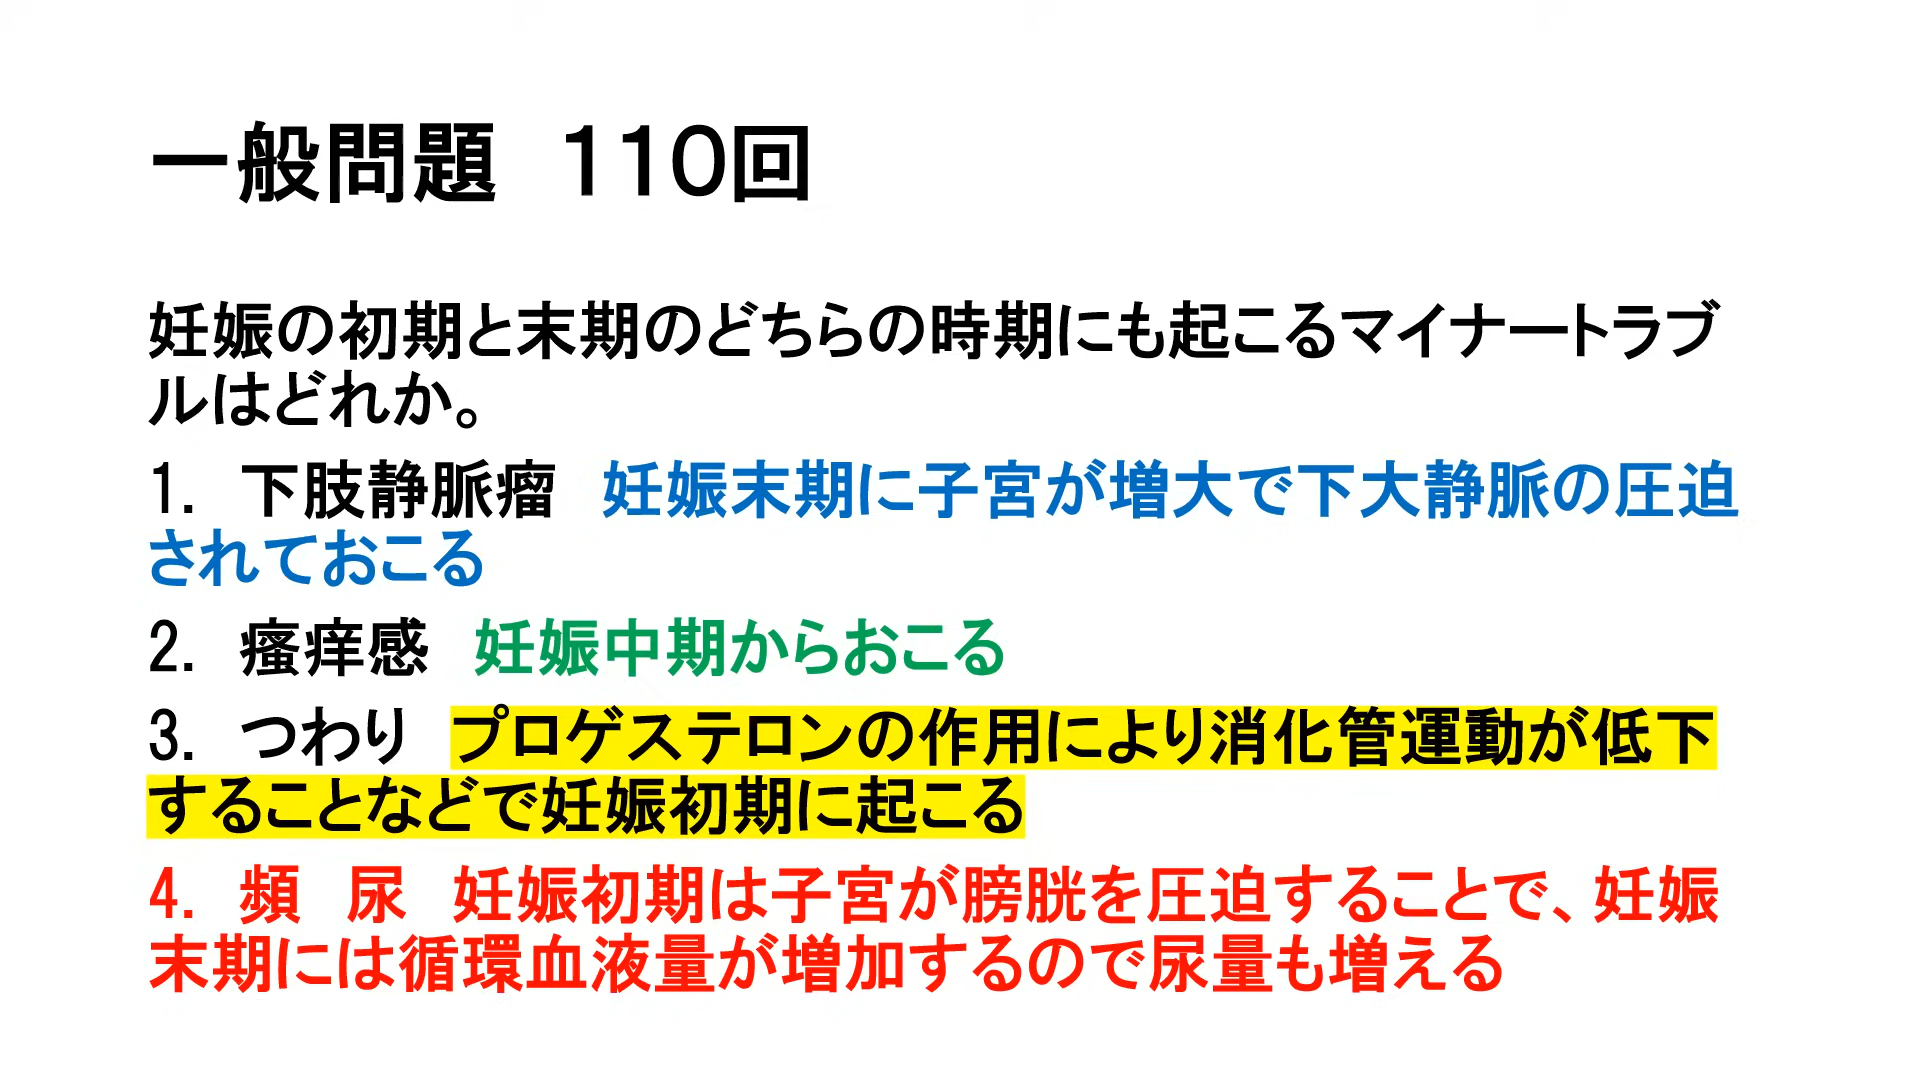 一般問題　110回
妊娠の初期と末期のどちらの時期にも起こるマイナートラブ
ルはどれか。
1.　下肢静脈瘤　妊娠末期に子宮が増大で下大静脈の圧迫
されておこる
2.　瘙痒感　妊娠中期からおこる
3.　つわり　プロゲステロンの作用により消化管運動が低下
することなどで妊娠初期に起こる
4.　頻　尿　妊娠初期は子宮が膀胱を圧迫することで、妊娠
末期には循環血液量が増加するので尿量も増える